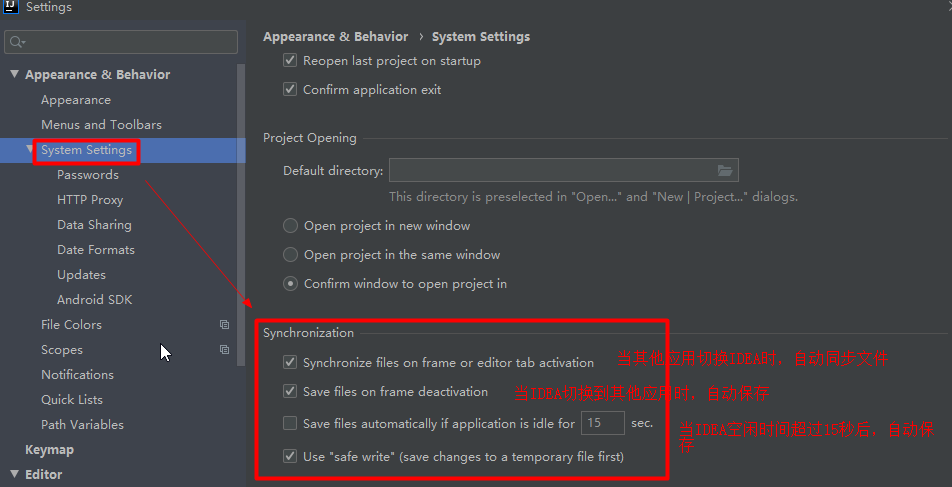 IJ Settings
Appearance & Behavior › System Settings
Reopen last project on startup
Appearance & Behavior
Confirm application exit
Appearance
Menus and Toolbars
System Settings
Project Opening
Passwords
Default directory:
HTTP Proxy
This directory is preselected in "Open..." and "New | Project..." dialogs.
Data Sharing
Open project in new window
Date Formats
Open project in the same window
Updates
Confirm window to open project in
Android SDK
File Colors
Synchronization
Scopes
Synchronize files on frame or editor tab activation 当其他应用切换IDEA时，自动同步文件
Notifications
Save files on frame deactivation 当IDEA切换到其他应用时，自动保存
Quick Lists
Save files automatically if application is idle for 15 sec. 当IDEA空闲时间超过15秒后，自动保
存
Path Variables
Keymap
Use "safe write" (save changes to a temporary file first)
Editor